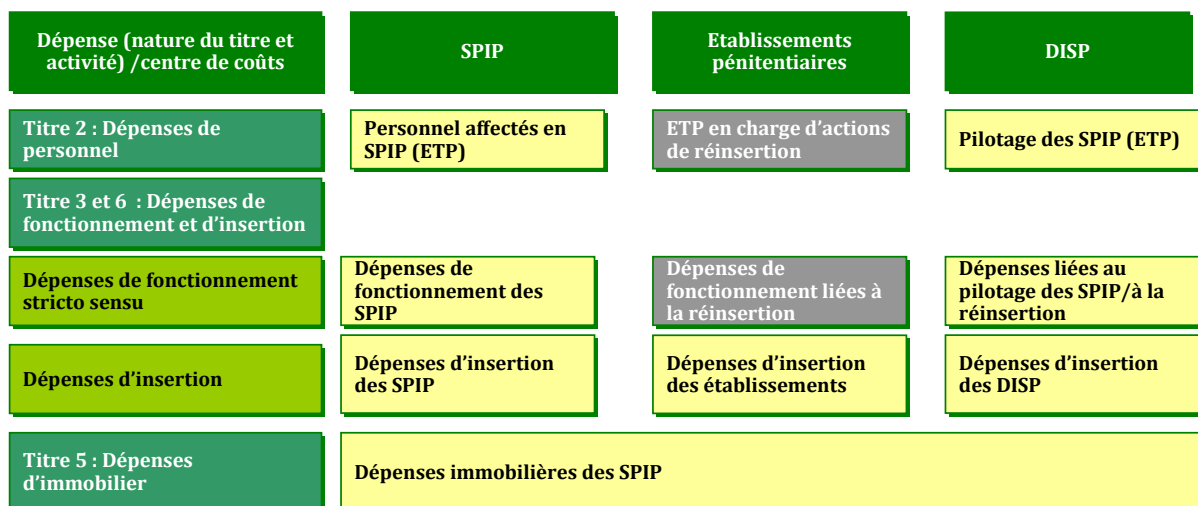 Dépense (nature du titre et
activité) /centre de coûts
SPIP
Etablissements
pénitentiaires
DISP
Titre 2 : Dépenses de
personnel
Personnel affectés en
SPIP (ETP)
ETP en charge d’actions
de réinsertion
Pilotage des SPIP (ETP)
Titre 3 et 6 : Dépenses de
fonctionnement et d’insertion
Dépenses de fonctionnement
stricto sensu
Dépenses de
fonctionnement des
SPIP
Dépenses de
fonctionnement liées à
la réinsertion
Dépenses liées au
pilotage des SPIP/à la
réinsertion
Dépenses d’insertion
Dépenses d’insertion
des SPIP
Dépenses d’insertion
des établissements
Dépenses d’insertion
des DISP
Titre 5 : Dépenses
d’immobilier
Dépenses immobilières des SPIP